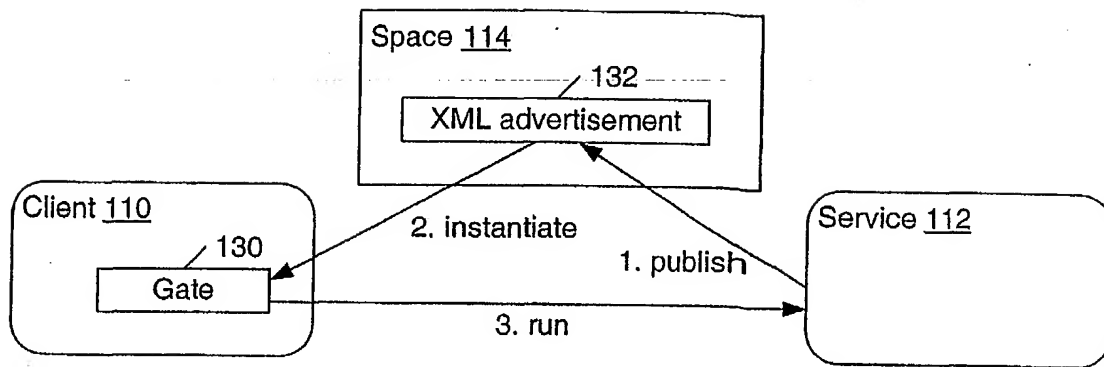 Space 114
132
XML advertisement
Client 110
130
Gate
2. instantiate
1. publish
Service 112
3. run